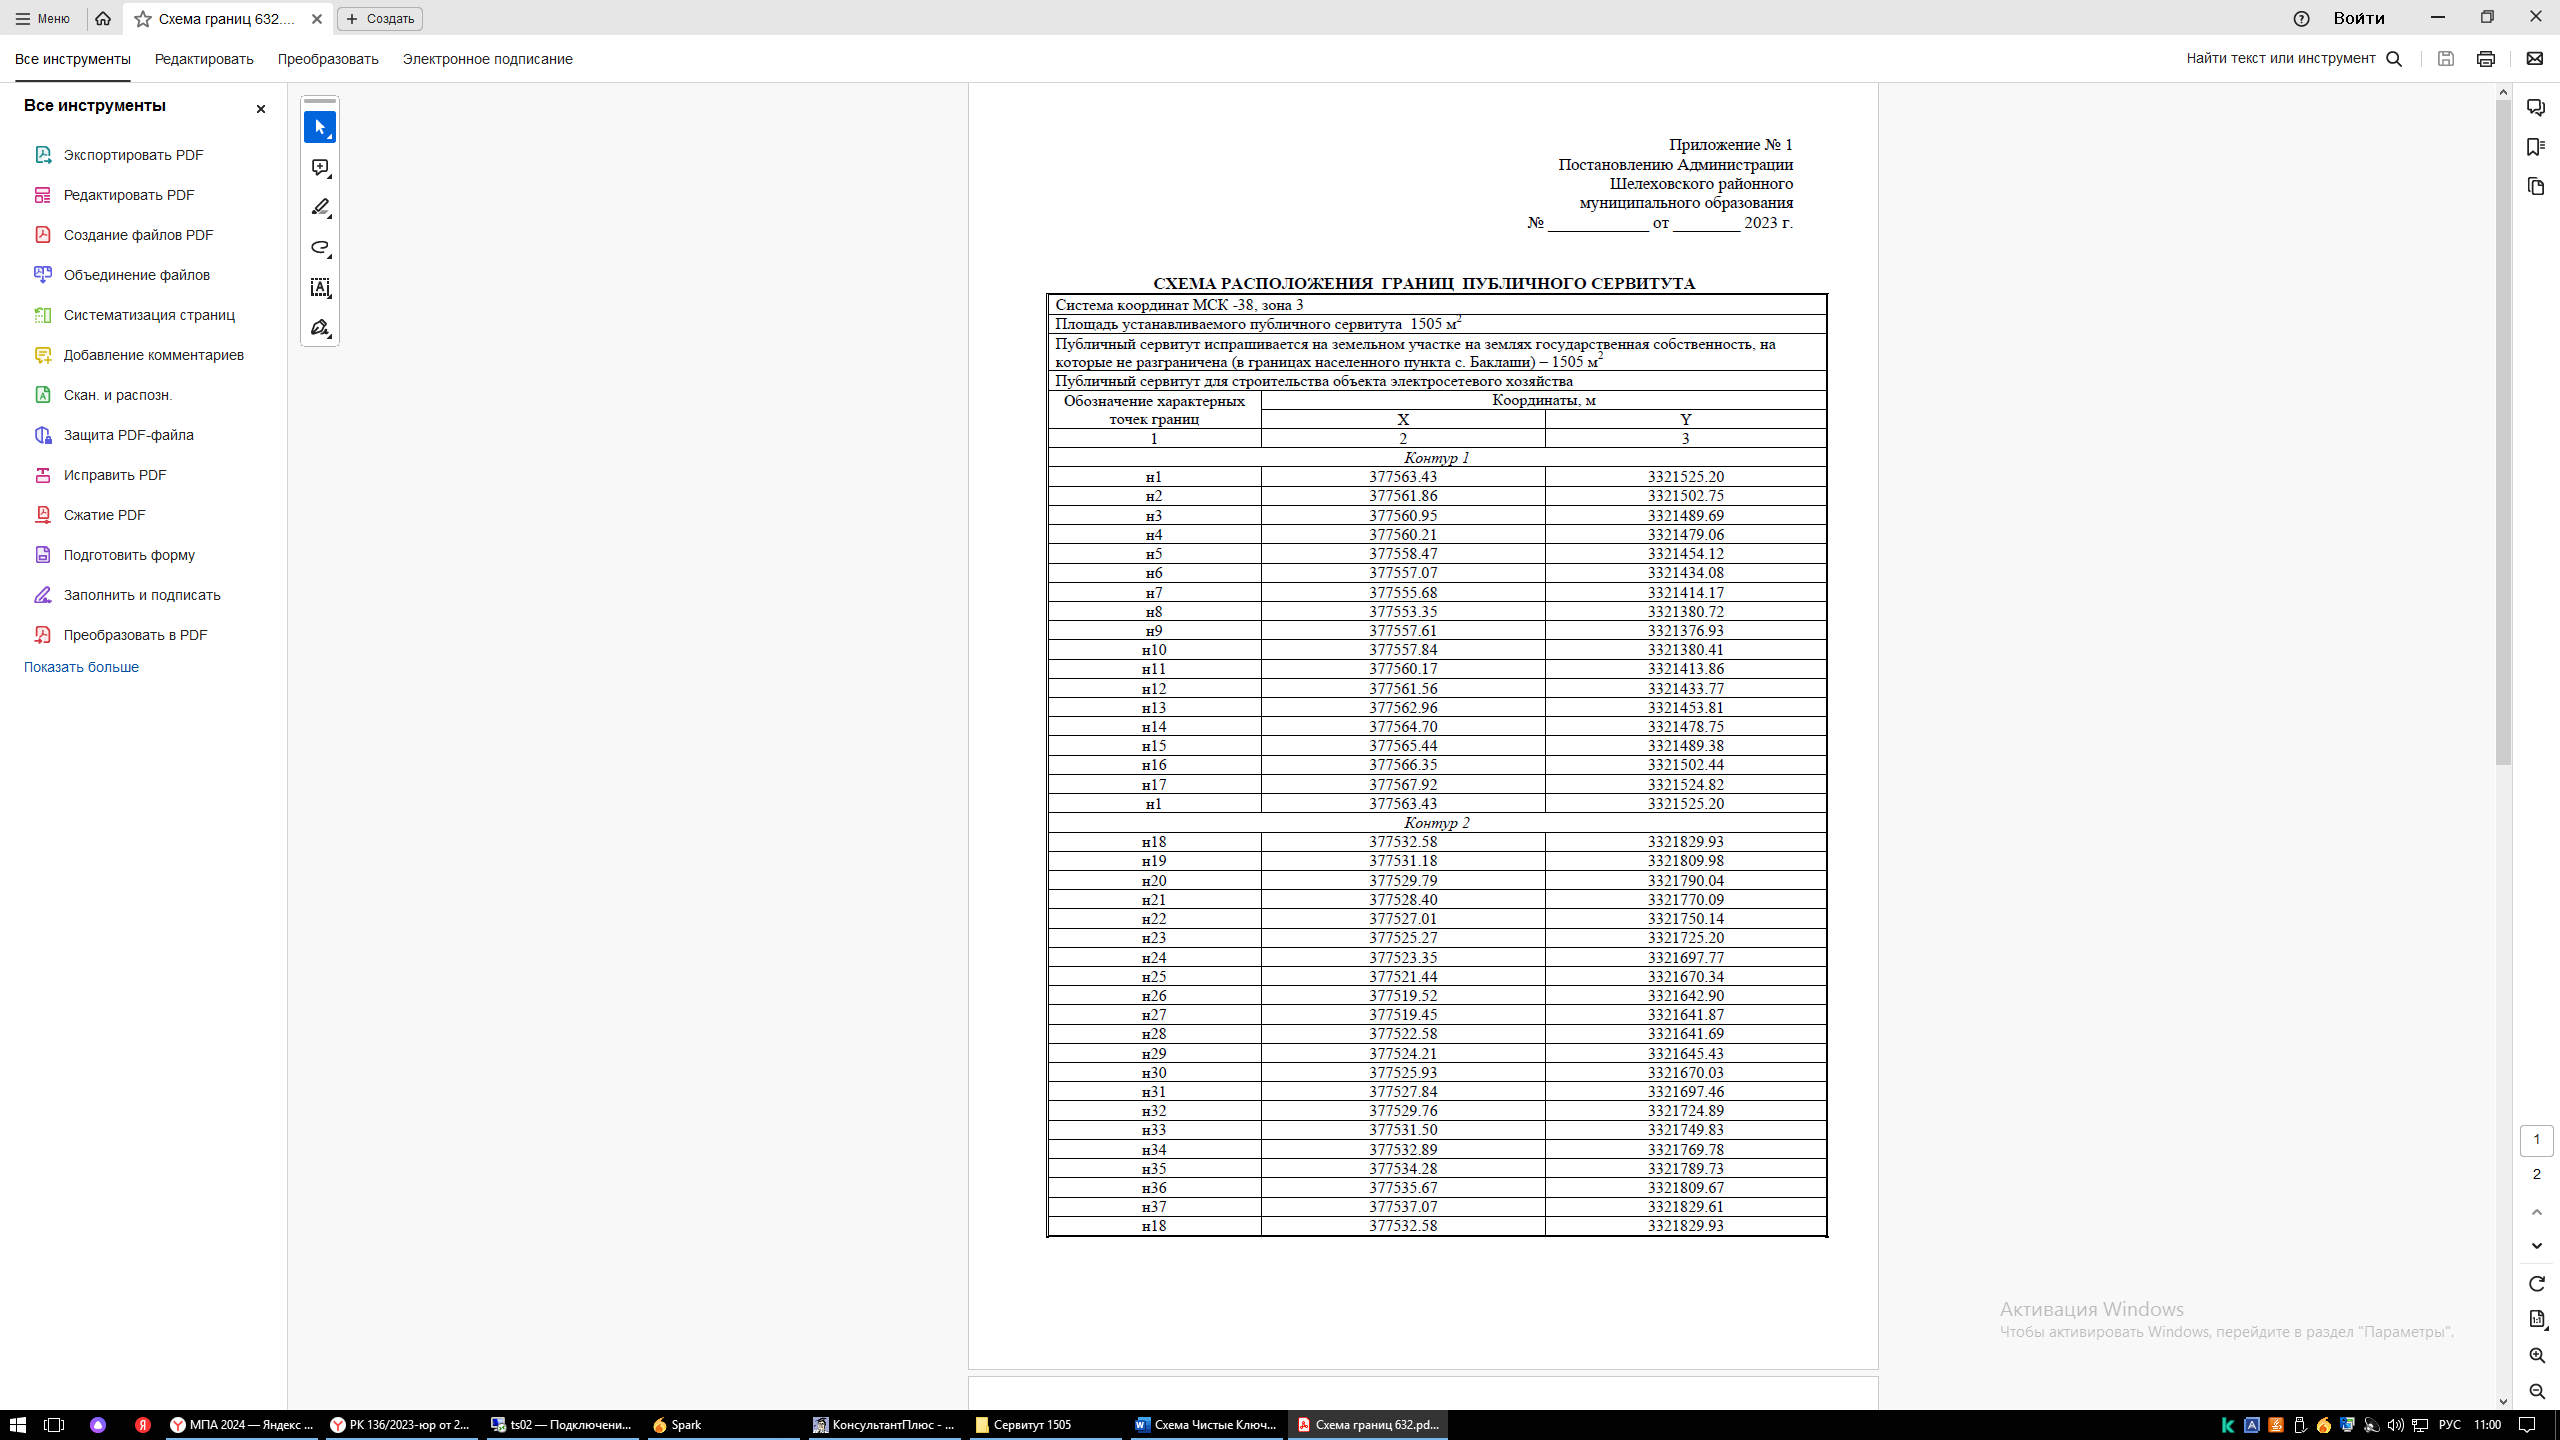 Меню
Схема границ 632....
Создать
Войти
Все инструменты
Редактировать
Преобразовать
Электронное подписание
Найти текст или инструмент
Все инструменты
Экспортировать PDF
Редактировать PDF
Создание файлов PDF
Объединение файлов
Систематизация страниц
Добавление комментариев
Скан. и распозн.
Защита PDF-файла
Исправить PDF
Сжатие PDF
Подготовить форму
Заполнить и подписать
Преобразовать в PDF
Показать больше
Приложение № 1
Постановлению Администрации
Шелеховского районного
муниципального образования
№ ____________ от ________ 2023 г.
СХЕМА РАСПОЛОЖЕНИЯ ГРАНИЦ ПУБЛИЧНОГО СЕРВИТУТА
Система координат МСК -38, зона 3
Площадь устанавливаемого публичного сервитута 1505 м2
Публичный сервитут испрашивается на земельном участке на землях государственная собственность, на
которые не разграничена (в границах населенного пункта с. Баклаши) – 1505 м2
Публичный сервитут для строительства объекта электросетевого хозяйства
Обозначение характерных точек границ
Координаты, м
X Y
1 2 3
Контур 1
н1 377563.43 3321525.20
н2 377561.86 3321502.75
н3 377560.95 3321489.69
н4 377560.21 3321479.06
н5 377558.47 3321454.12
н6 377557.07 3321434.08
н7 377555.68 3321414.17
н8 377553.35 3321380.72
н9 377557.61 3321376.93
н10 377557.84 3321380.41
н11 377560.17 3321413.86
н12 377561.56 3321433.77
н13 377562.96 3321453.81
н14 377564.70 3321478.75
н15 377565.44 3321489.38
н16 377566.35 3321502.44
н17 377567.92 3321524.82
н1 377563.43 3321525.20
Контур 2
н18 377532.58 3321829.93
н19 377531.18 3321809.98
н20 377529.79 3321790.04
н21 377528.40 3321770.09
н22 377527.01 3321750.14
н23 377525.27 3321725.20
н24 377523.35 3321697.77
н25 377521.44 3321670.34
н26 377519.52 3321642.90
н27 377519.45 3321641.87
н28 377522.58 3321641.69
н29 377524.21 3321645.43
н30 377525.93 3321670.03
н31 377527.84 3321697.46
н32 377529.76 3321724.89
н33 377531.50 3321749.83
н34 377532.89 3321769.78
н35 377534.28 3321789.73
н36 377535.67 3321809.67
н37 377537.07 3321829.61
н18 377532.58 3321829.93
1
2
Активация Windows
Чтобы активировать Windows, перейдите в раздел "Параметры".
МПА 2024 — Яндекс ...
РК 136/2023-юр от 2...
ts02 — Подключени...
Spark
КонсультантПлюс - ...
Сервитут 1505
Схема Чистые Ключ...
Схема границ 632.pd...
РУС
11:00